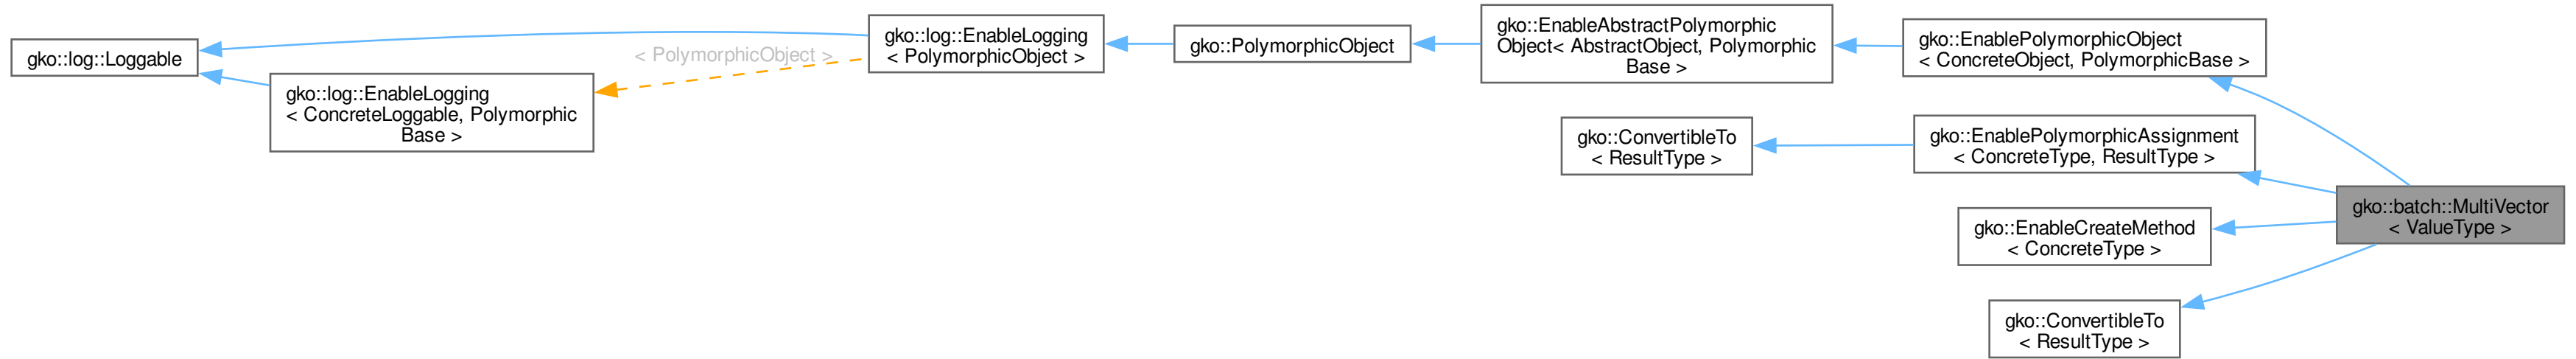 gko::log::Loggable
gko::log::EnableLogging
< ConcreteLoggable, Polymorphic
Base >
< PolymorphicObject >
gko::log::EnableLogging
< PolymorphicObject >
gko::PolymorphicObject
gko::EnableAbstractPolymorphic
Object< AbstractObject, Polymorphic
Base >
gko::EnablePolymorphicObject
< ConcreteObject, PolymorphicBase >
gko::ConvertibleTo
< ResultType >
gko::EnablePolymorphicAssignment
< ConcreteType, ResultType >
gko::EnableCreateMethod
< ConcreteType >
gko::ConvertibleTo
< ResultType >
gko::batch::MultiVector
< ValueType >